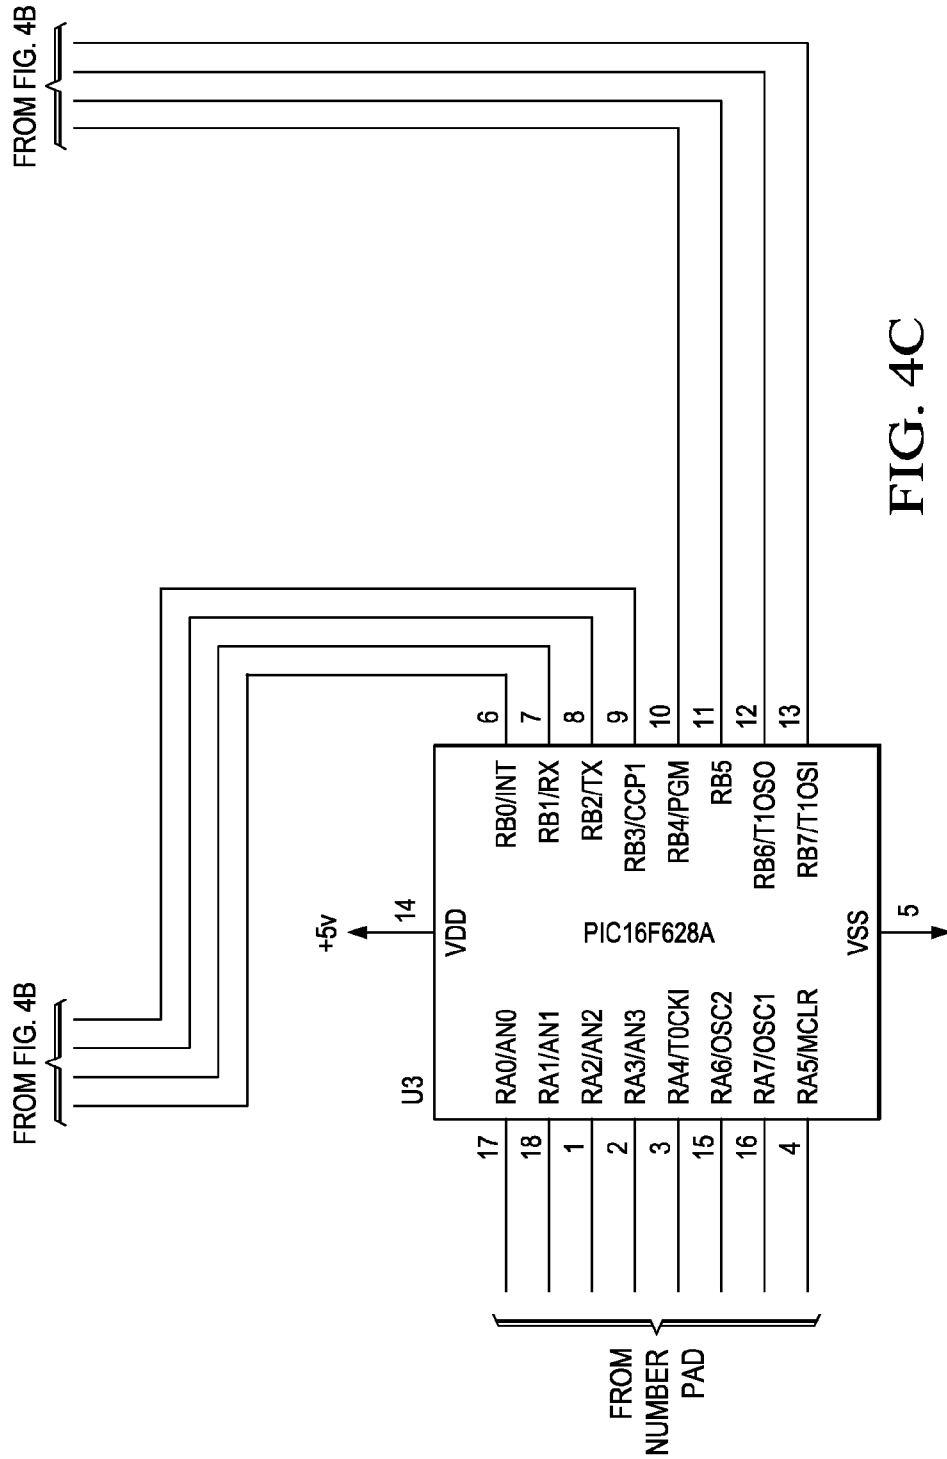 FROM FIG. 4B
FROM FIG. 4B
+5v
14
U3
VDD
17
RA0/AN0
RB0/INT
6
18
RA1/AN1
RB1/RX
7
1
RA2/AN2
RB2/TX
8
2
RA3/AN3
PIC16F628A
RB3/CCP1
9
3
RA4/T0CKI
RB4/PGM
10
15
RA6/OSC2
RB5
11
16
RA7/OSC1
RB6/T1OSO
12
4
RA5/MCLR
RB7/T1OSI
13
VSS
5
FROM
NUMBER
PAD
FIG. 4C